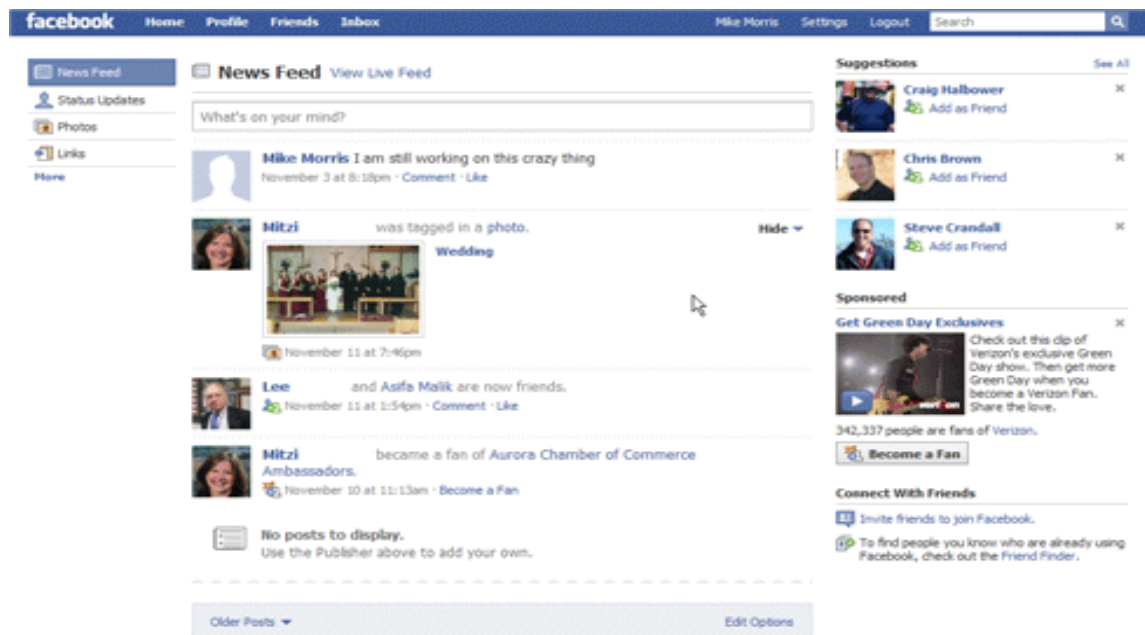 facebook Home Profile Friends Inbox Mike Morris Settings Logout Search
News Feed
Status Updates
Photos
Links
More
News Feed View Live Feed
What's on your mind?
Mike Morris I am still working on this crazy thing
November 3 at 8:18pm · Comment · Like
Mitzi was tagged in a photo. Hide
Wedding
November 11 at 7:46pm
Lee and Asifa Malik are now friends.
November 11 at 1:54pm · Comment · Like
Mitzi became a fan of Aurora Chamber of Commerce
Ambassadors.
November 10 at 11:13am · Become a Fan
No posts to display.
Use the Publisher above to add your own.
Older Posts Edit Options
Suggestions See All
Craig Halbower
Add as Friend
Chris Brown
Add as Friend
Steve Crandall
Add as Friend
Sponsored
Get Green Day Exclusives
Check out this clip of
Verizon's exclusive Green
Day show. Then get more
Green Day when you
become a Verizon Fan.
Share the love.
verizon
342,337 people are fans of Verizon.
Become a Fan
Connect With Friends
Invite friends to join Facebook.
To find people you know who are already using
Facebook, check out the Friend Finder.